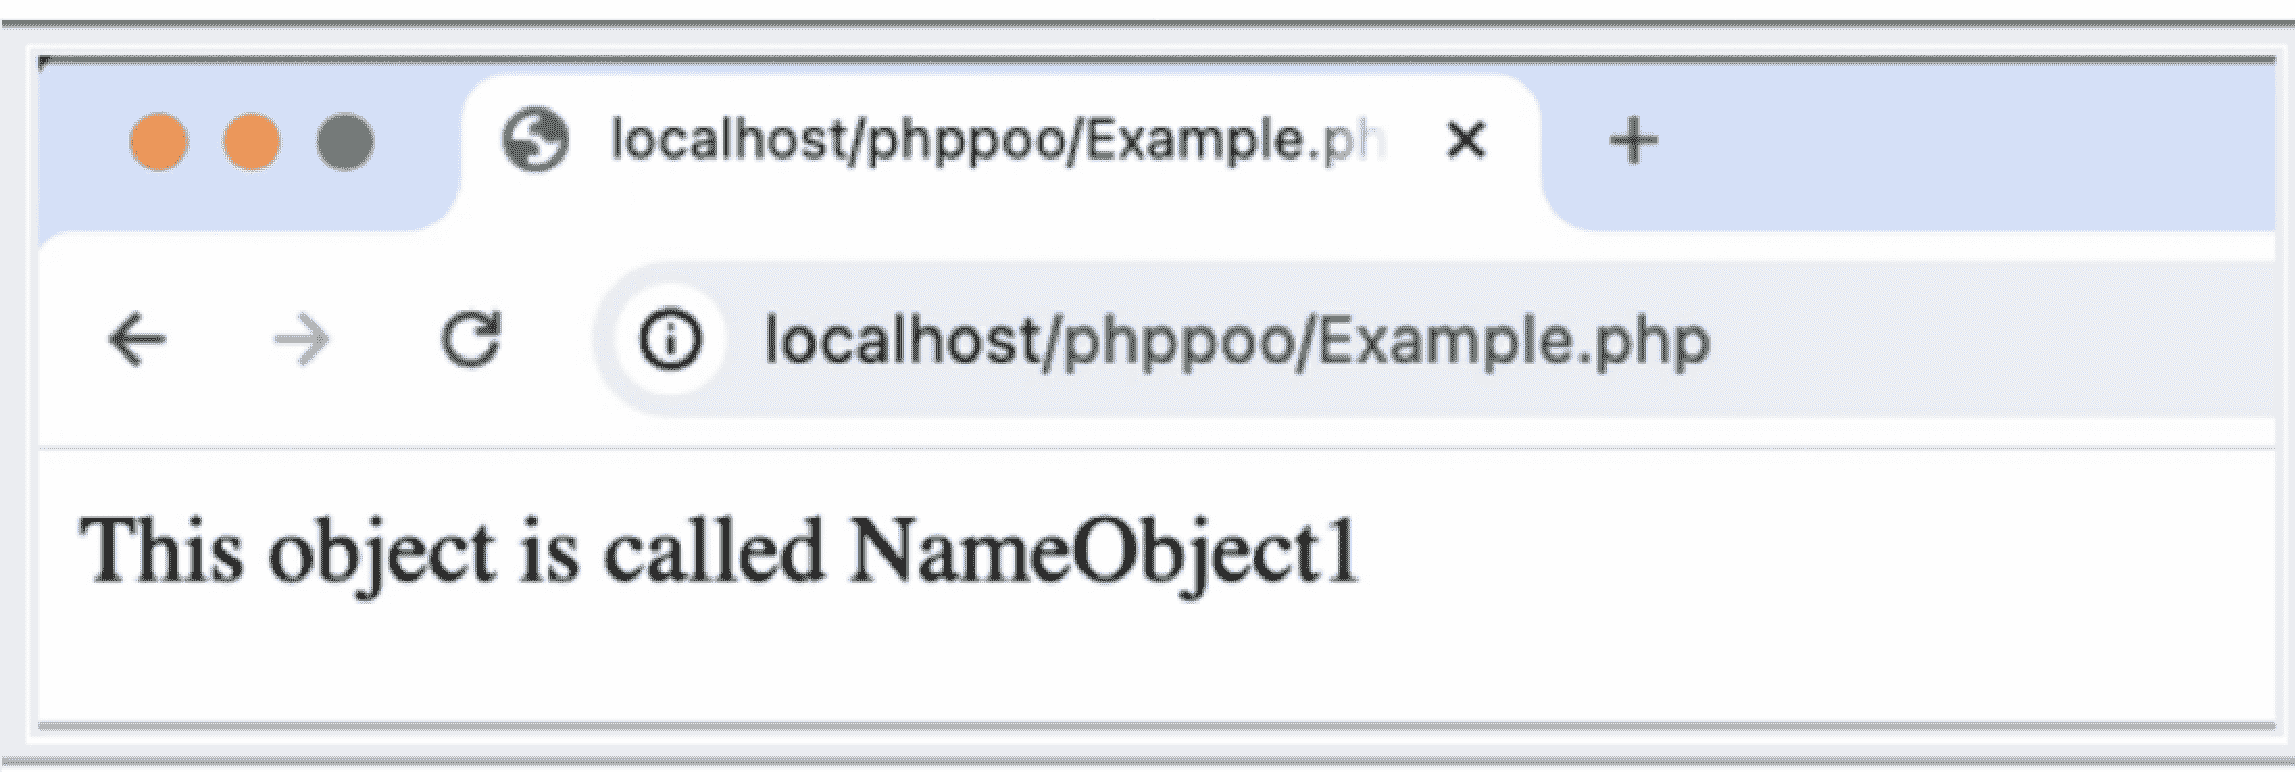 localhost/phppoo/Example.ph
localhost/phppoo/Example.php
This object is called NameObject1